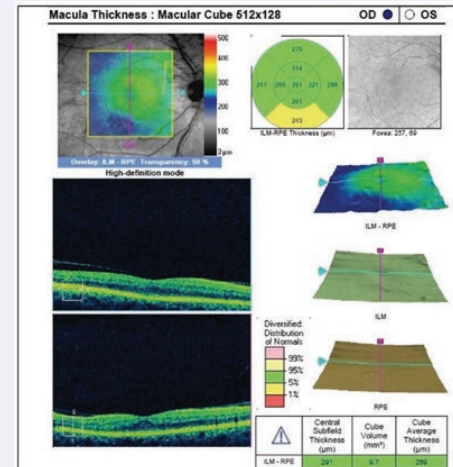 Macula Thickness : Macular Cube 512x128 OD OS
500
400
300
200
100
0 µm
Overlay: ILM - RPE Transparency: 50 %
High-definition mode
275
314
247 295 291 321
291
243
ILM-RPE Thickness (µm)
Fovea: 257, 69
ILM - RPE
ILM
RPE
Diversified:
Distribution
of Normals
99%
95%
5%
1%
Central Subfield Thickness (µm)
Cube Volume (mm³)
Cube Average Thickness (µm)
ILM - RPE 291 9.7 269